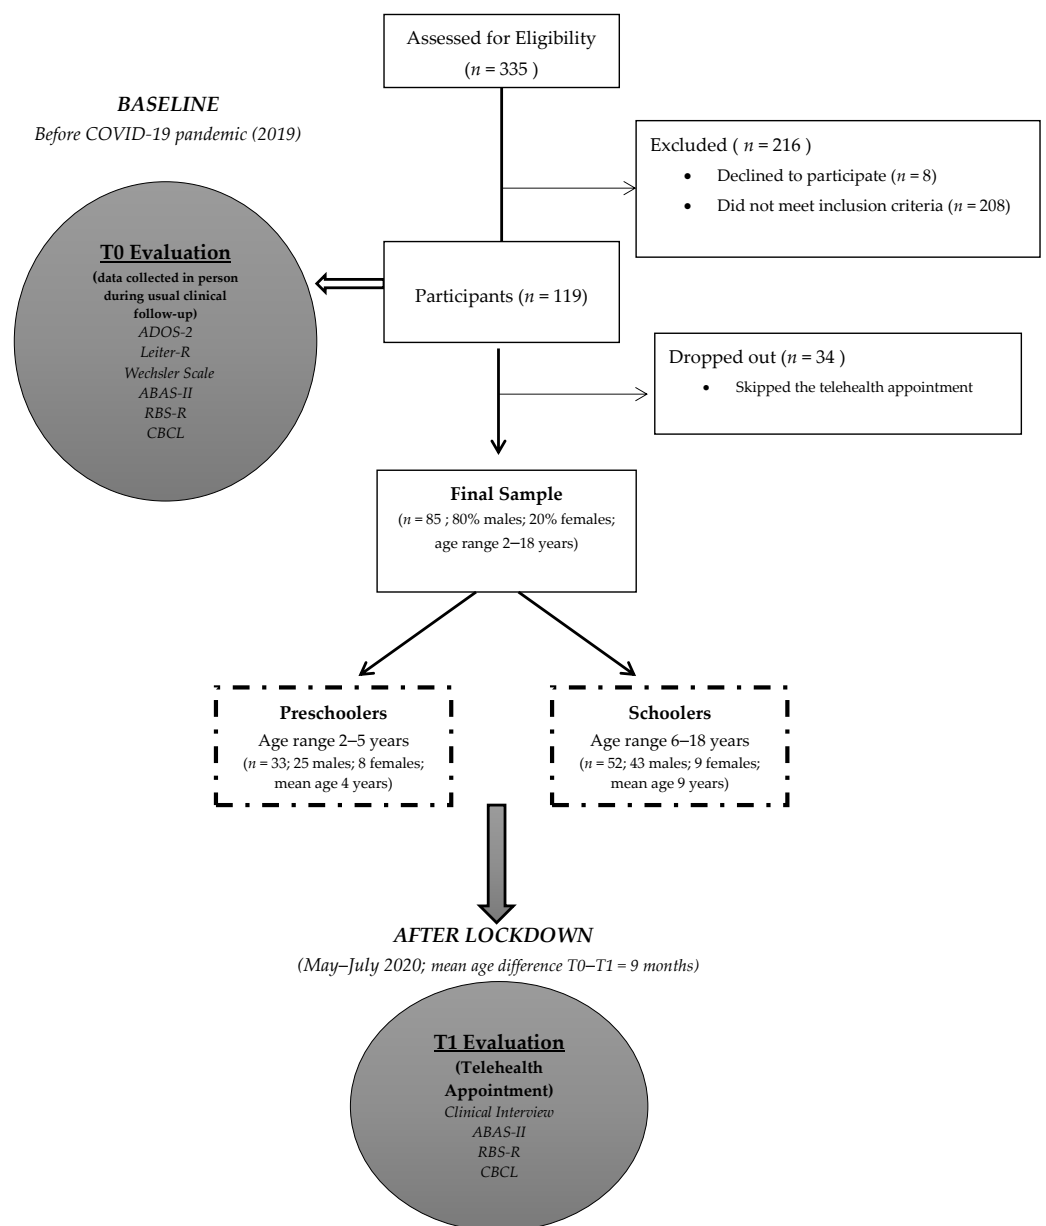 Assessed for Eligibility
(n = 335 )
BASELINE
Before COVID-19 pandemic (2019)
Excluded ( n = 216 )
• Declined to participate (n = 8)
• Did not meet inclusion criteria (n = 208)
T0 Evaluation
(data collected in person
during usual clinical
follow-up)
ADOS-2
Leiter-R
Wechsler Scale
ABAS-II
RBS-R
CBCL
Participants (n = 119)
Dropped out (n = 34 )
• Skipped the telehealth appointment
Final Sample
(n = 85 ; 80% males; 20% females;
age range 2–18 years)
Preschoolers
Age range 2–5 years
(n = 33; 25 males; 8 females;
mean age 4 years)
Schoolers
Age range 6–18 years
(n = 52; 43 males; 9 females;
mean age 9 years)
AFTER LOCKDOWN
(May–July 2020; mean age difference T0–T1 = 9 months)
T1 Evaluation
(Telehealth
Appointment)
Clinical Interview
ABAS-II
RBS-R
CBCL